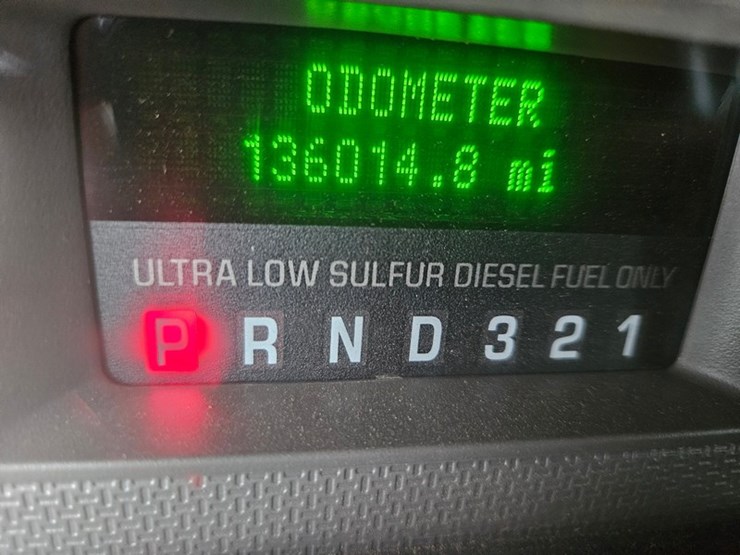 ODOMETER
136014.8 mi
ULTRA LOW SULFUR DIESEL FUEL ONLY
P R N D 3 2 1